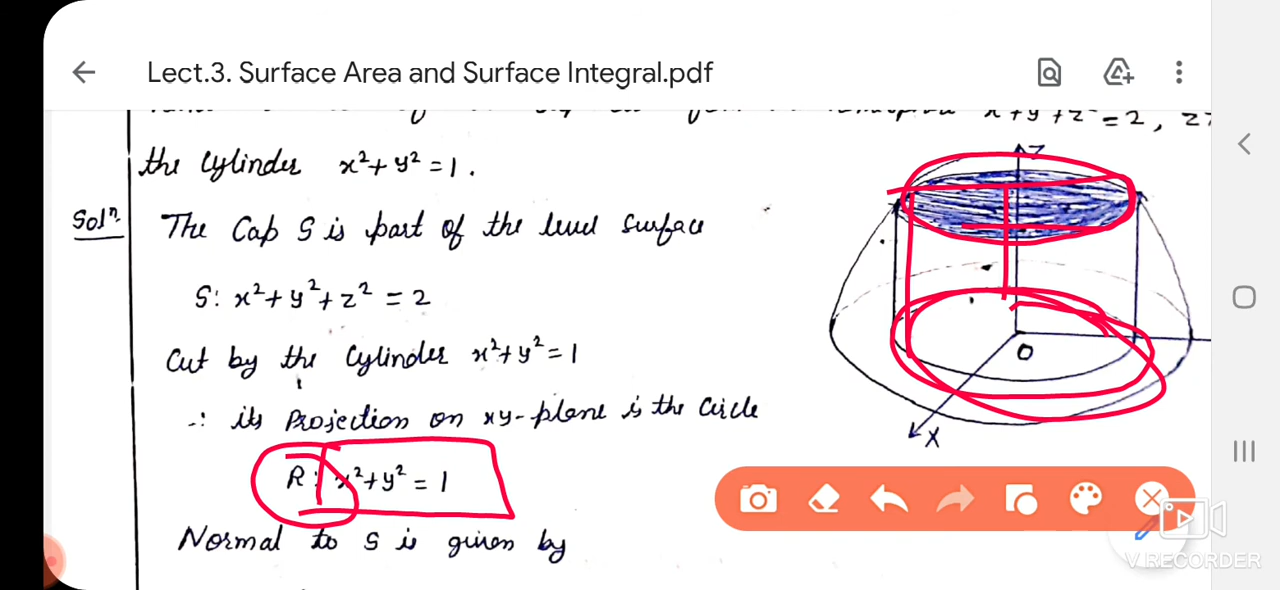 Lect.3. Surface Area and Surface Integral.pdf
= 2 ,
the cylinder x²+ y² = 1 .
Solⁿ. The Cap S is part of the level surface
S: x²+ y²+ z² = 2
Cut by the cylinder x²+ y² = 1
∴ its Projection on xy-plane is the Circle
R: x²+ y² = 1
Normal to S is given by
Z
O
X
V RECORDER